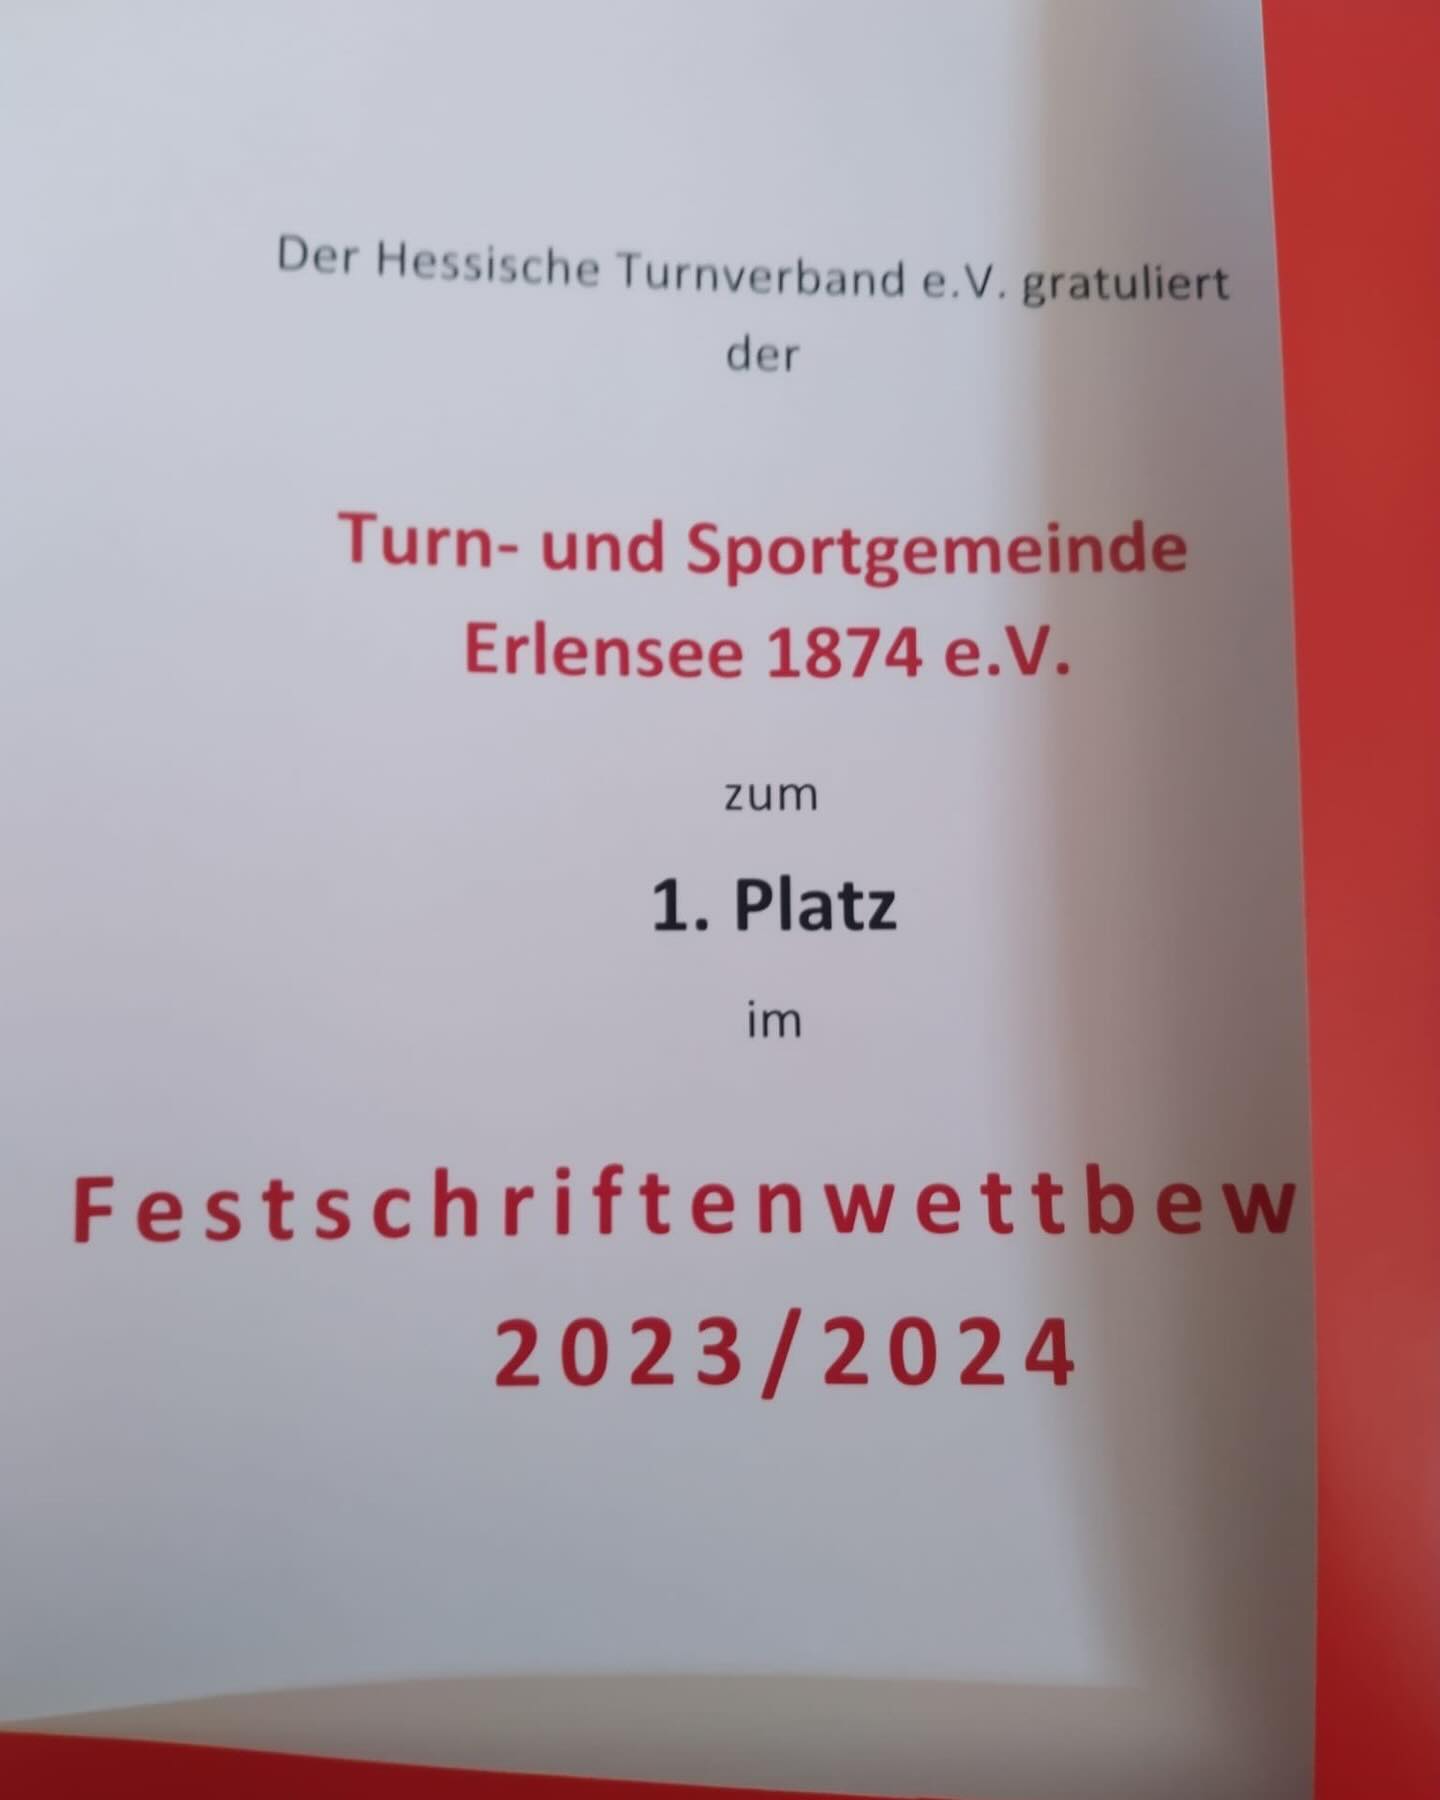 Der Hessische Turnverband e.V. gratuliert
der
Turn- und Sportgemeinde
Erlensee 1874 e.V.
zum
1. Platz
im
Festschriftenwettbew
2023/2024